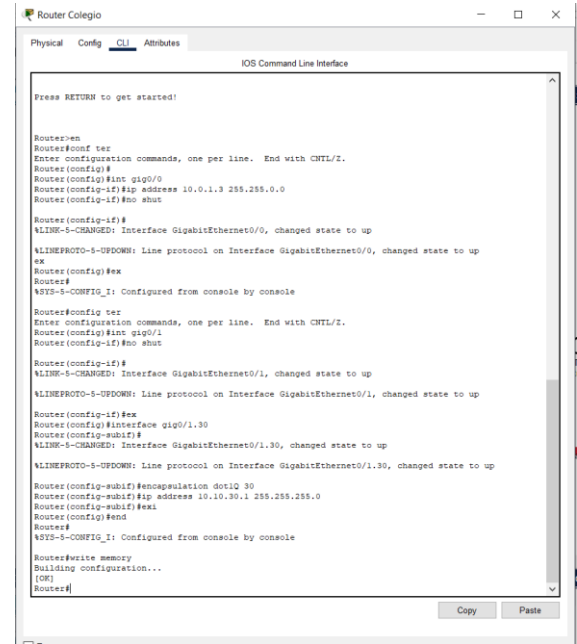 Router Colegio
Physical Config CLI Attributes
IOS Command Line Interface
Press RETURN to get started!
Router>en
Router#conf ter
Enter configuration commands, one per line. End with CNTL/Z.
Router(config)#
Router(config)#int gig0/0
Router(config-if)#ip address 10.0.1.3 255.255.0.0
Router(config-if)#no shut
Router(config-if)#
%LINK-5-CHANGED: Interface GigabitEthernet0/0, changed state to up
%LINEPROTO-5-UPDOWN: Line protocol on Interface GigabitEthernet0/0, changed state to up
ex
Router(config)#ex
Router#
%SYS-5-CONFIG_I: Configured from console by console
Router#config ter
Enter configuration commands, one per line. End with CNTL/Z.
Router(config)#int gig0/1
Router(config-if)#no shut
Router(config-if)#
%LINK-5-CHANGED: Interface GigabitEthernet0/1, changed state to up
%LINEPROTO-5-UPDOWN: Line protocol on Interface GigabitEthernet0/1, changed state to up
Router(config-if)#ex
Router(config)#interface gig0/1.30
Router(config-subif)#
%LINK-5-CHANGED: Interface GigabitEthernet0/1.30, changed state to up
%LINEPROTO-5-UPDOWN: Line protocol on Interface GigabitEthernet0/1.30, changed state to up
Router(config-subif)#encapsulation dot1Q 30
Router(config-subif)#ip address 10.10.30.1 255.255.255.0
Router(config-subif)#exi
Router(config)#end
Router#
%SYS-5-CONFIG_I: Configured from console by console
Router#write memory
Building configuration...
[OK]
Router#
Copy Paste